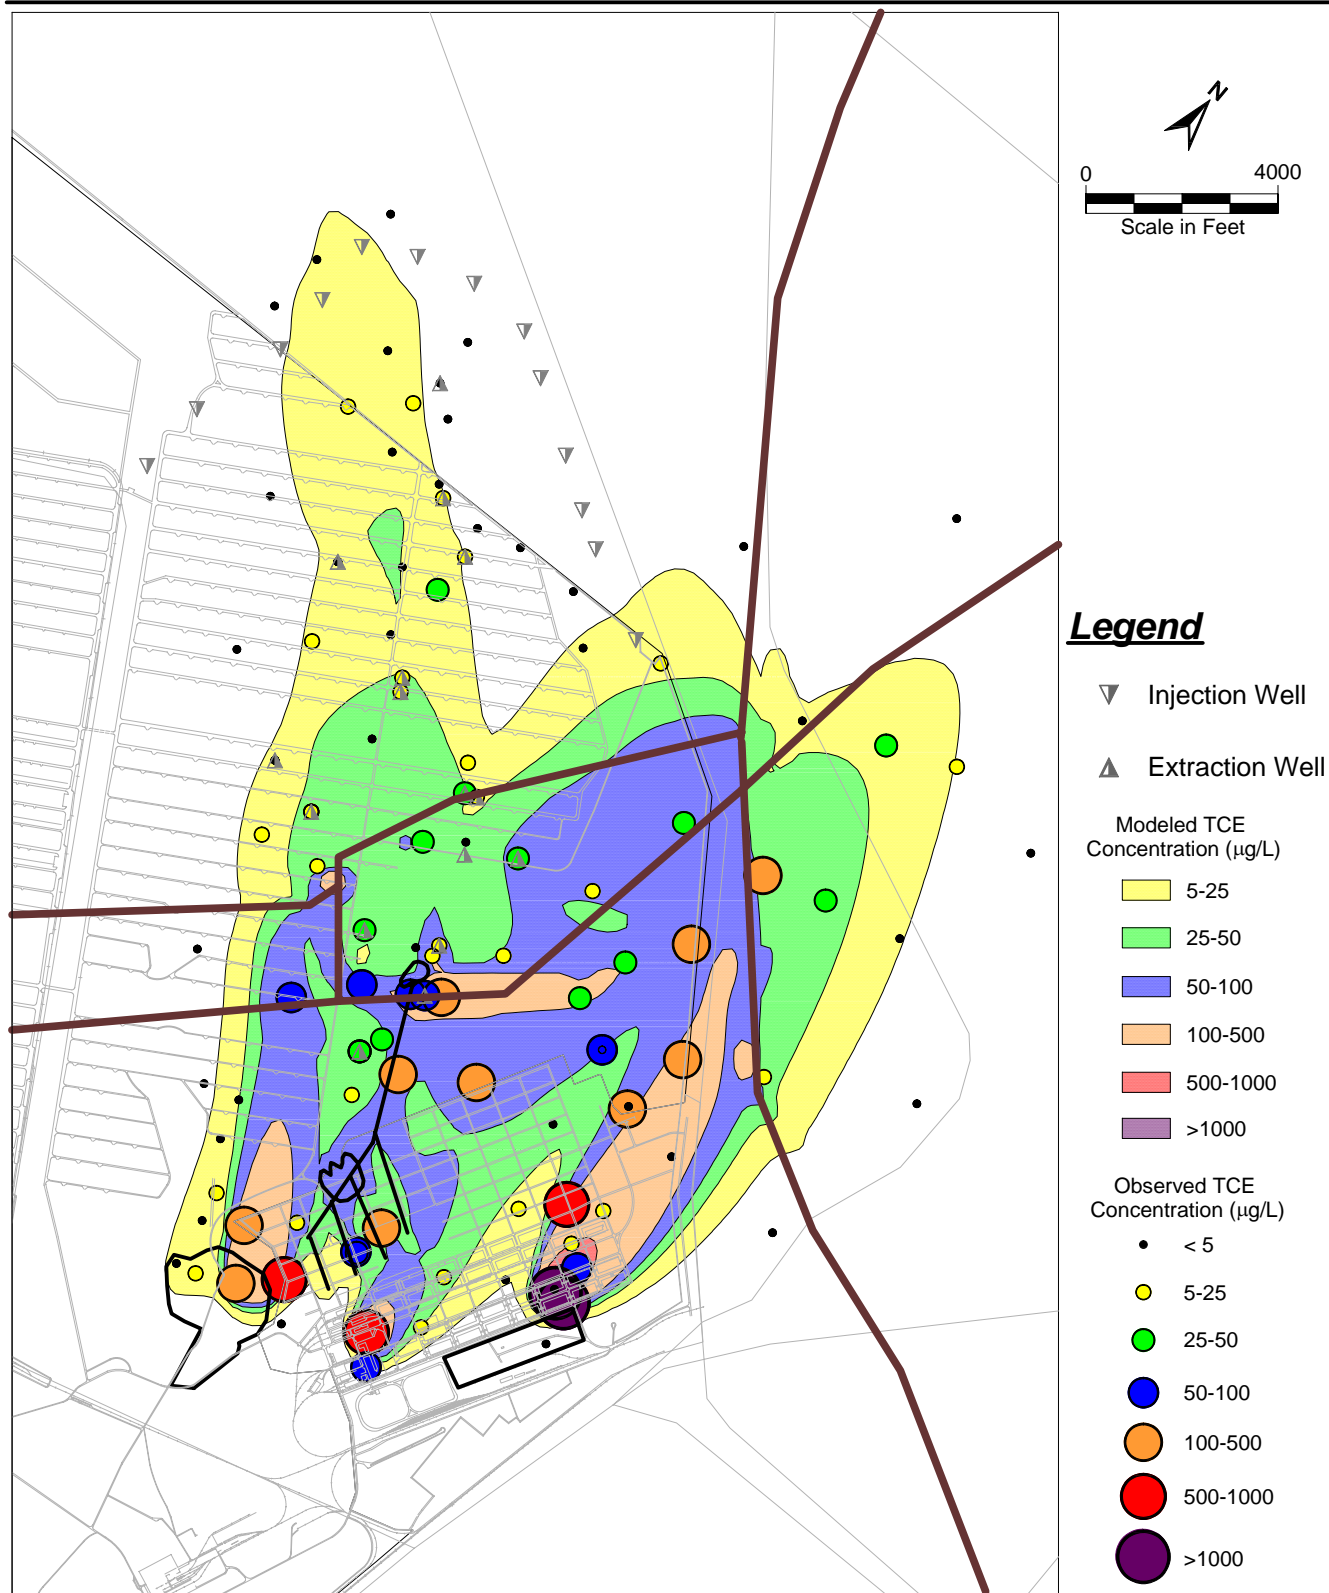 N
0 4000
Scale in Feet
Legend
Injection Well
Extraction Well
Modeled TCE
Concentration (µg/L)
5-25
25-50
50-100
100-500
500-1000
>1000
Observed TCE
Concentration (µg/L)
< 5
5-25
25-50
50-100
100-500
500-1000
>1000